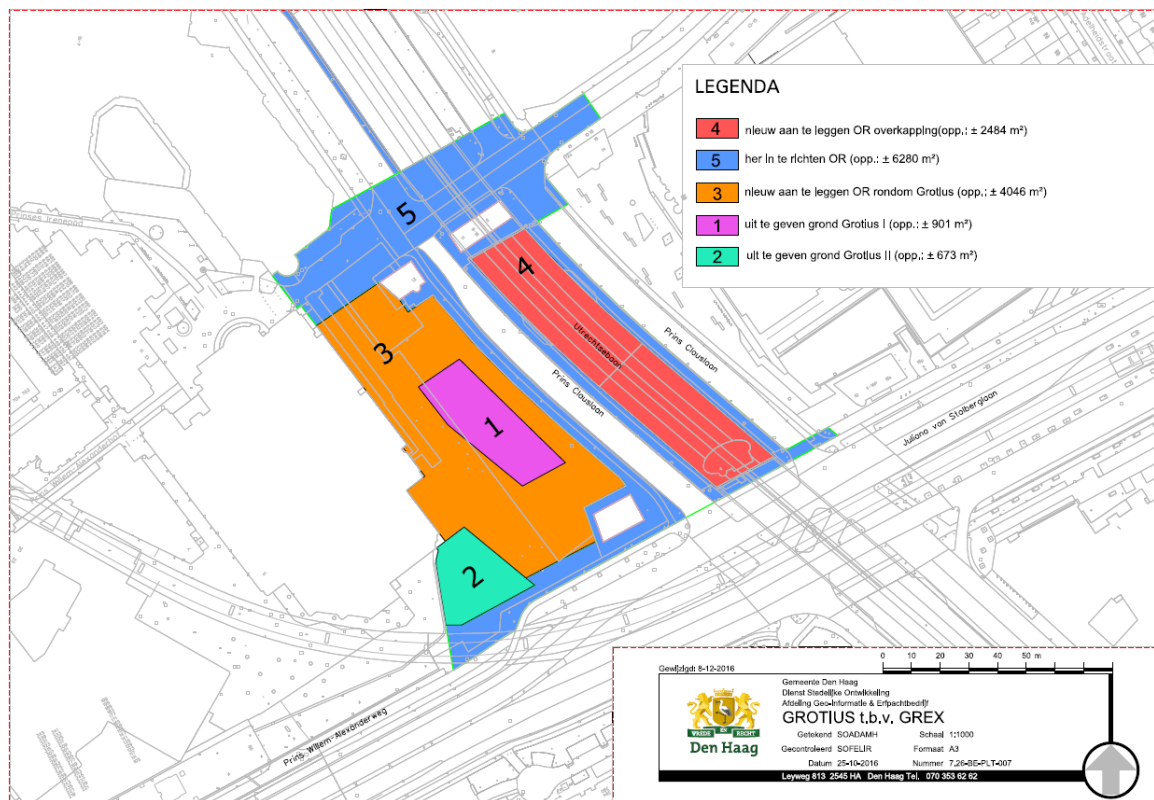 Adelheidstraat
LEGENDA
4 nieuw aan te leggen OR overkapping(opp.: ± 2484 m²)
5 her in te richten OR (opp.: ± 6280 m²)
3 nieuw aan te leggen OR rondom Grotius (opp.: ± 4046 m²)
1 uit te geven grond Grotius I (opp.: ± 901 m²)
2 uit te geven grond Grotius II (opp.: ± 673 m²)
Prinses Irenepad
5
4
3
Utrechtsebaan
Prins Clauslaan
Prins Clauslaan
1
Juliana van Stolberglaan
2
Prins Willem-Alexanderweg
Gewijzigd: 8-12-2016
0 10 20 30 40 50 m
Gemeente Den Haag
Dienst Stedelijke Ontwikkeling
Afdeling Geo-Informatie & Erfpachtbedrijf
GROTIUS t.b.v. GREX
Getekend SOADAMH Schaal 1:1000
Gecontroleerd SOFELIR Formaat A3
Datum 25-10-2016 Nummer 7.26-BE-PLT-007
VREDE EN RECHT
Den Haag
Leyweg 813 2545 HA Den Haag Tel. 070 353 62 62